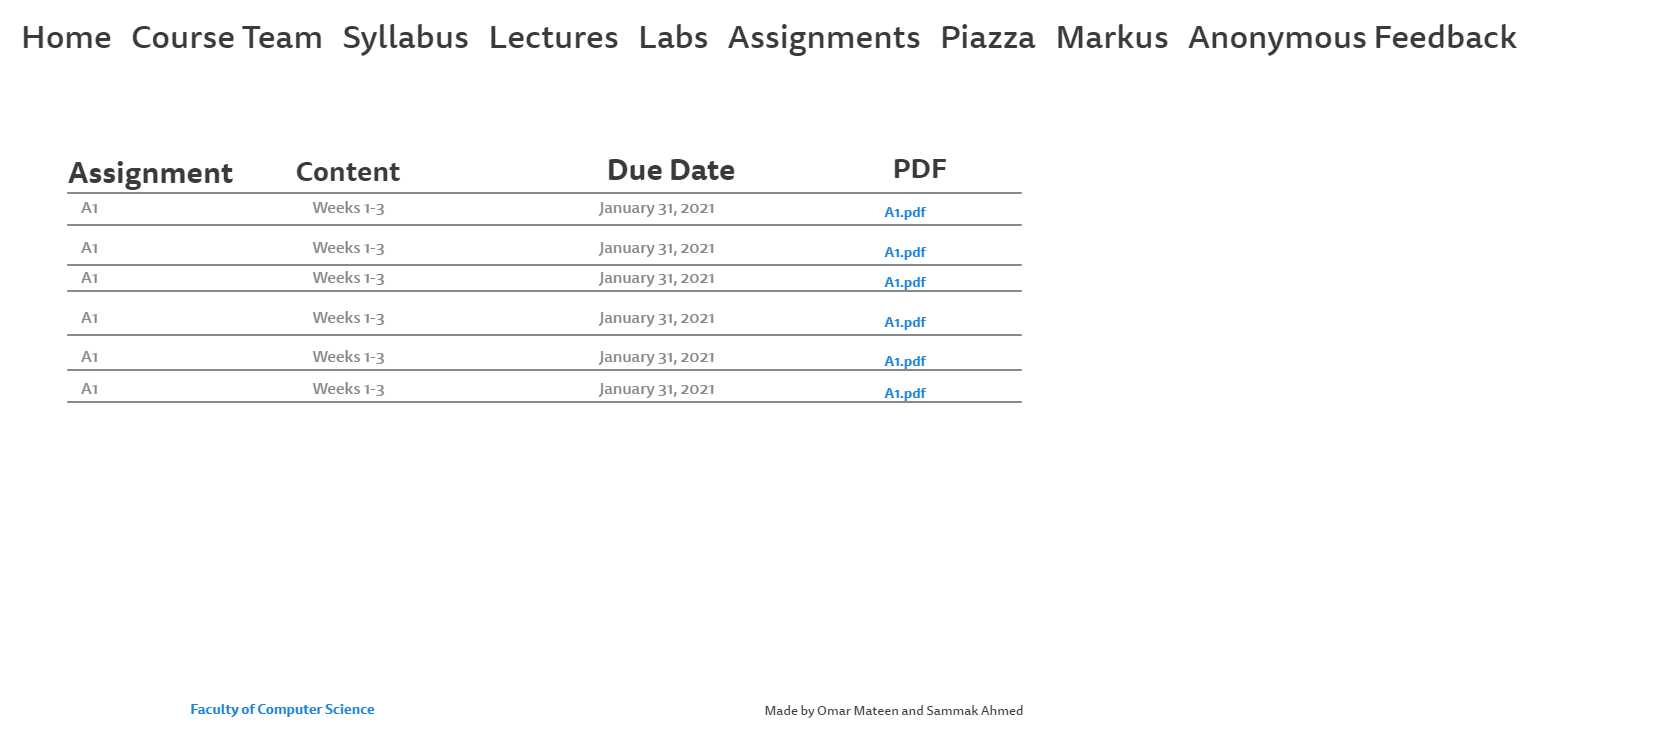 Home Course Team Syllabus Lectures Labs Assignments Piazza Markus Anonymous Feedback
Assignment Content Due Date PDF
A1 Weeks 1-3 January 31, 2021 A1.pdf
A1 Weeks 1-3 January 31, 2021 A1.pdf
A1 Weeks 1-3 January 31, 2021 A1.pdf
A1 Weeks 1-3 January 31, 2021 A1.pdf
A1 Weeks 1-3 January 31, 2021 A1.pdf
A1 Weeks 1-3 January 31, 2021 A1.pdf
Faculty of Computer Science Made by Omar Mateen and Sammak Ahmed